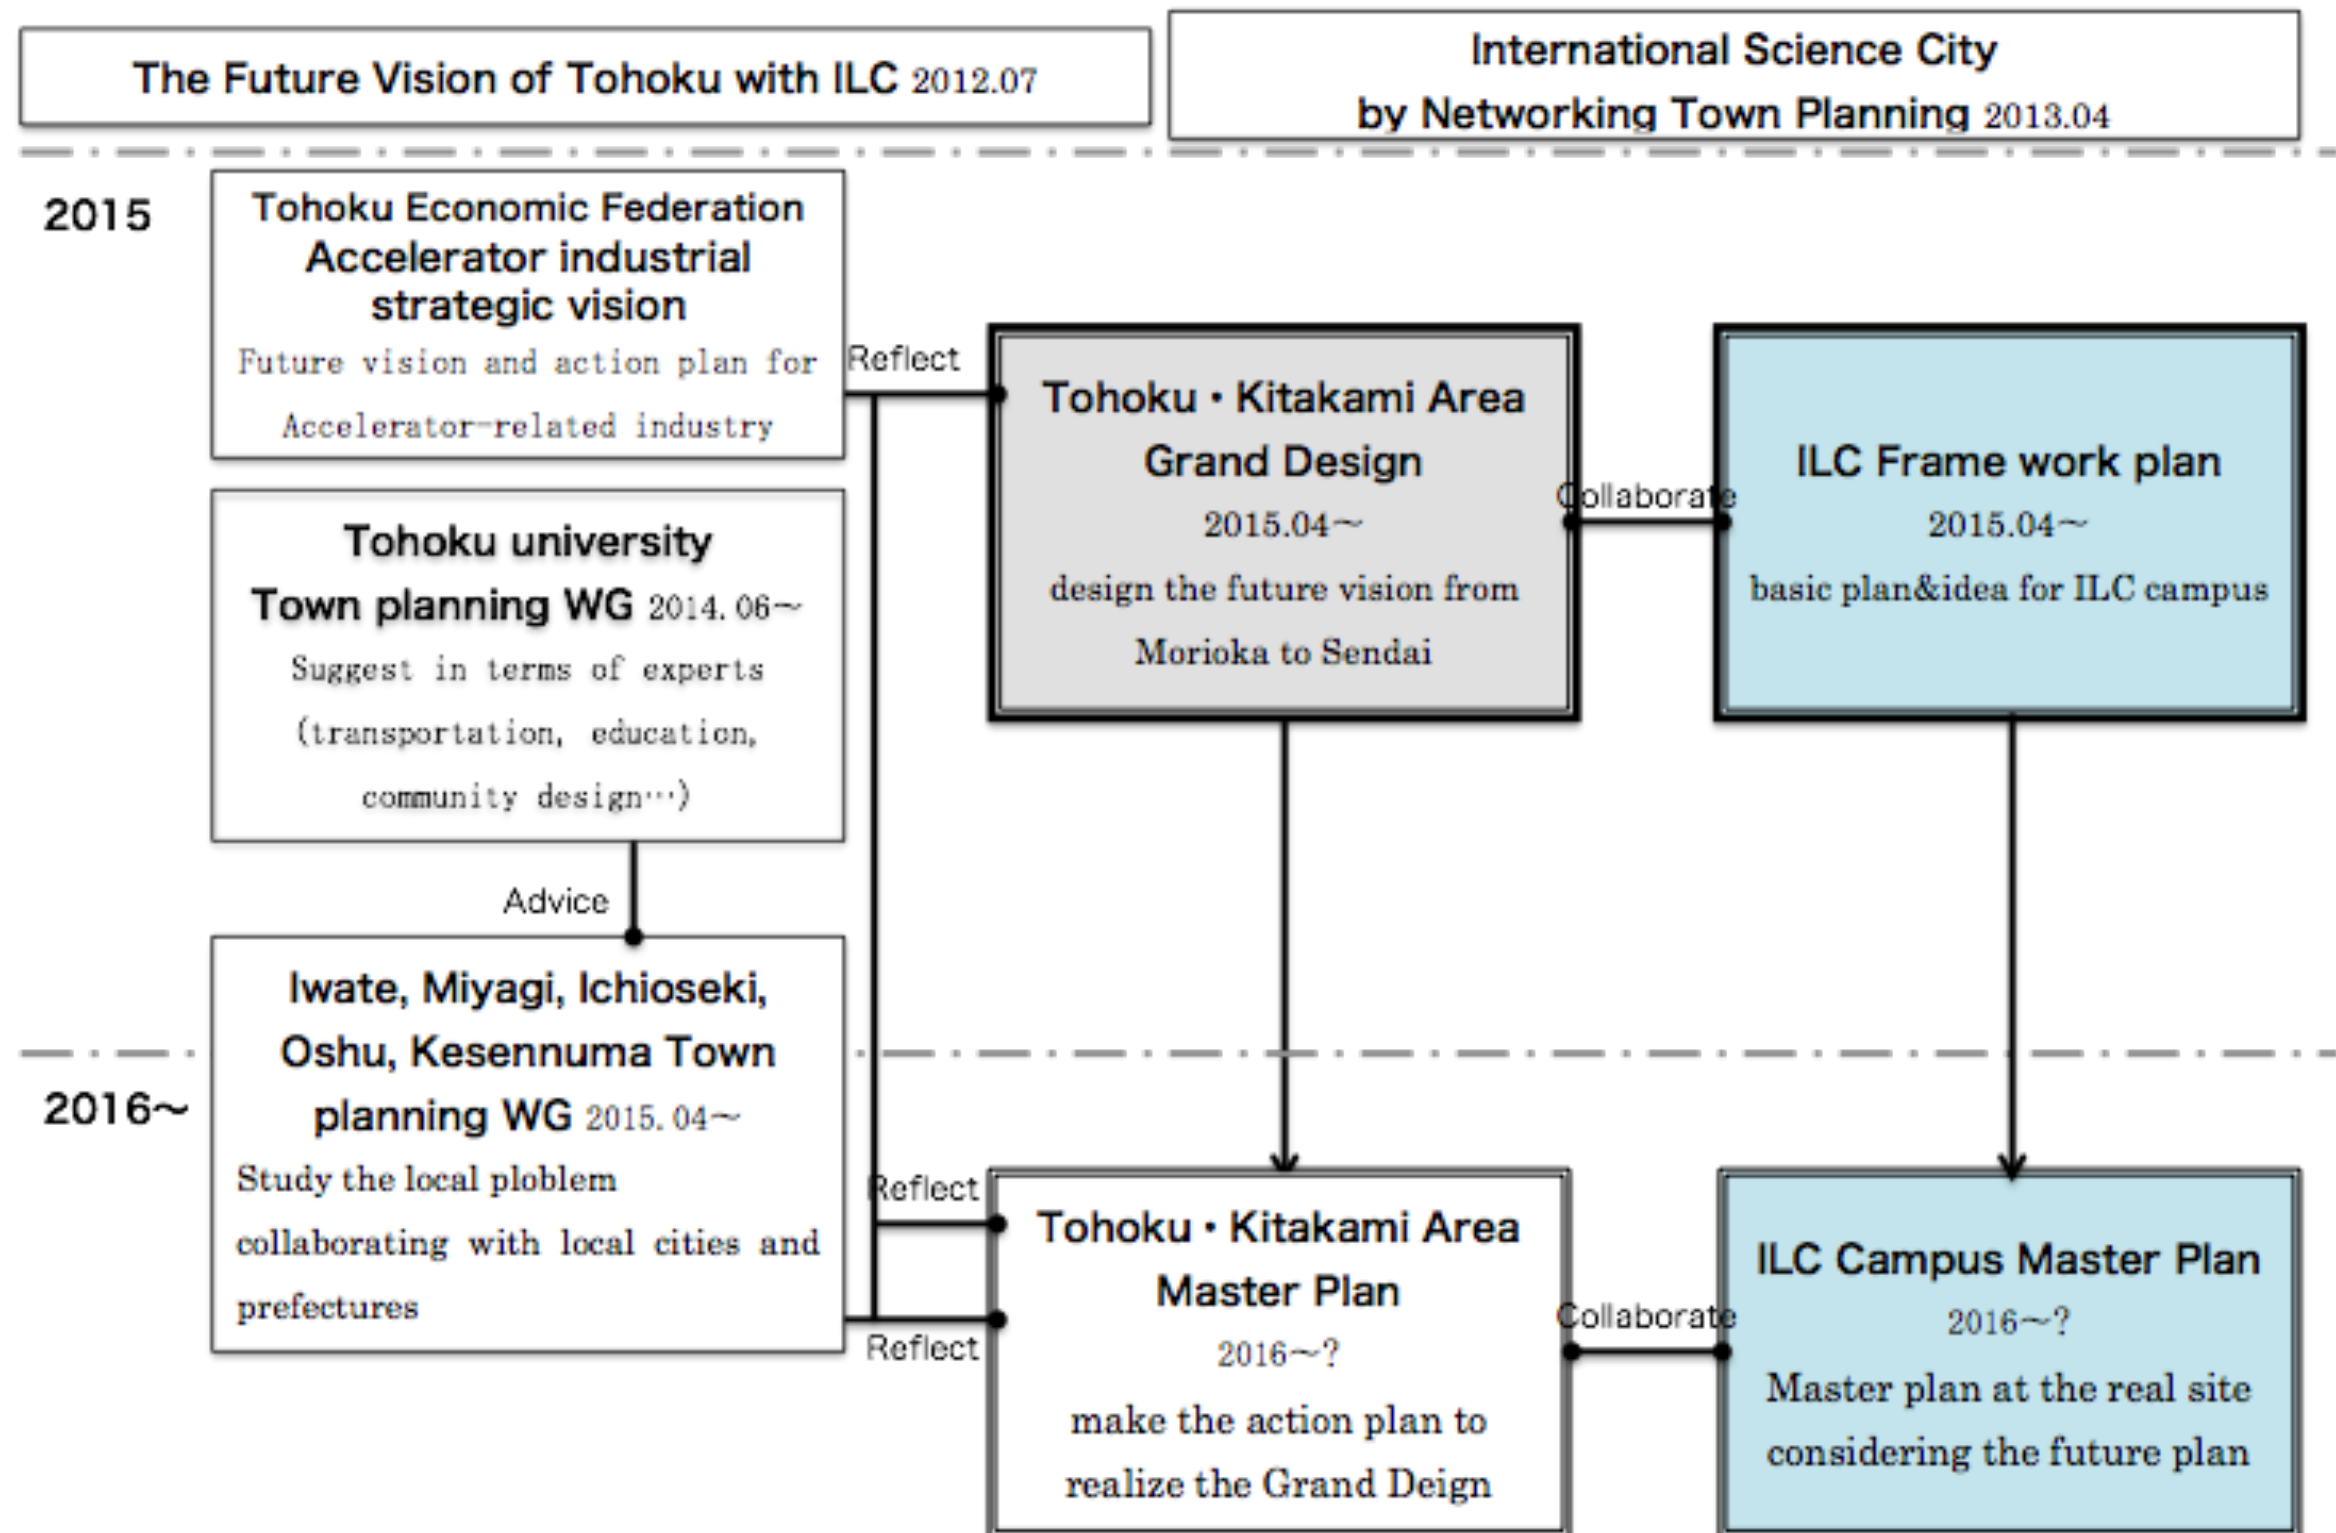 The Future Vision of Tohoku with ILC 2012.07
International Science City
by Networking Town Planning 2013.04
2015
Tohoku Economic Federation
Accelerator industrial
strategic vision
Future vision and action plan for
Accelerator-related industry
Reflect
Tohoku・Kitakami Area
Grand Design
2015.04～
design the future vision from
Morioka to Sendai
Collaborate
ILC Frame work plan
2015.04～
basic plan&idea for ILC campus
Tohoku university
Town planning WG 2014.06～
Suggest in terms of experts
(transportation, education,
community design…)
Advice
Iwate, Miyagi, Ichioseki,
Oshu, Kesennuma Town
planning WG 2015.04～
Study the local ploblem
collaborating with local cities and
prefectures
2016～
Reflect
Reflect
Tohoku・Kitakami Area
Master Plan
2016～?
make the action plan to
realize the Grand Deign
Collaborate
ILC Campus Master Plan
2016～?
Master plan at the real site
considering the future plan